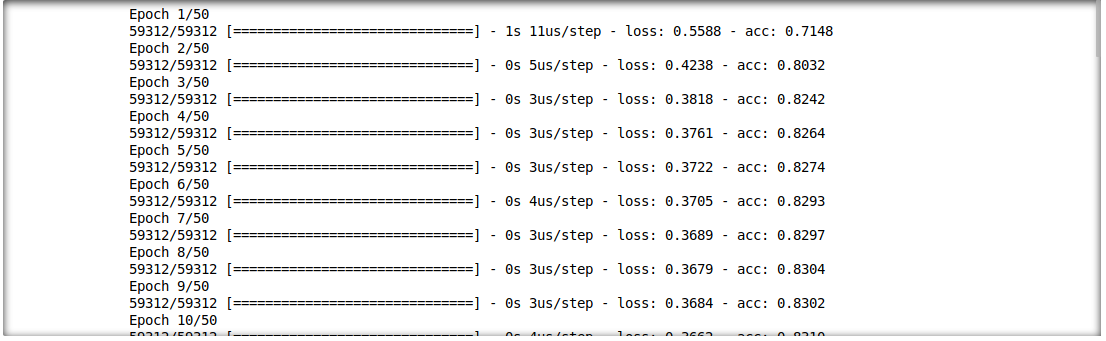 Epoch 1/50
59312/59312 [==============================] - 1s 11us/step - loss: 0.5588 - acc: 0.7148
Epoch 2/50
59312/59312 [==============================] - 0s 5us/step - loss: 0.4238 - acc: 0.8032
Epoch 3/50
59312/59312 [==============================] - 0s 3us/step - loss: 0.3818 - acc: 0.8242
Epoch 4/50
59312/59312 [==============================] - 0s 3us/step - loss: 0.3761 - acc: 0.8264
Epoch 5/50
59312/59312 [==============================] - 0s 3us/step - loss: 0.3722 - acc: 0.8274
Epoch 6/50
59312/59312 [==============================] - 0s 4us/step - loss: 0.3705 - acc: 0.8293
Epoch 7/50
59312/59312 [==============================] - 0s 3us/step - loss: 0.3689 - acc: 0.8297
Epoch 8/50
59312/59312 [==============================] - 0s 3us/step - loss: 0.3679 - acc: 0.8304
Epoch 9/50
59312/59312 [==============================] - 0s 3us/step - loss: 0.3684 - acc: 0.8302
Epoch 10/50